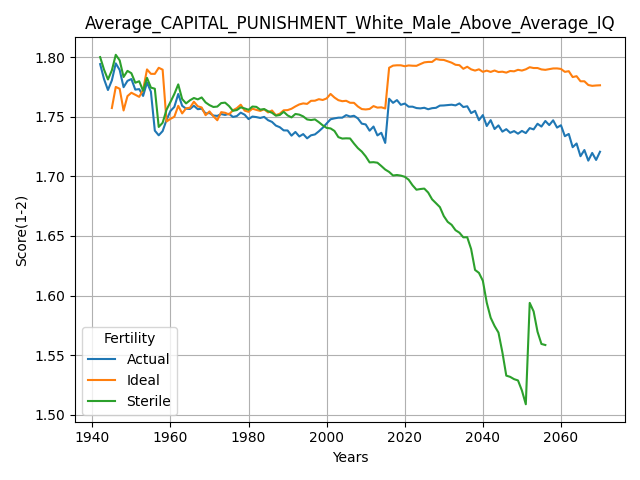 Average_CAPITAL_PUNISHMENT_White_Male_Above_Average_IQ
Score(1-2)
1.80
1.75
1.70
1.65
1.60
1.55
1.50
Fertility
Actual
Ideal
Sterile
1940
1960
1980
2000
2020
2040
2060
Years